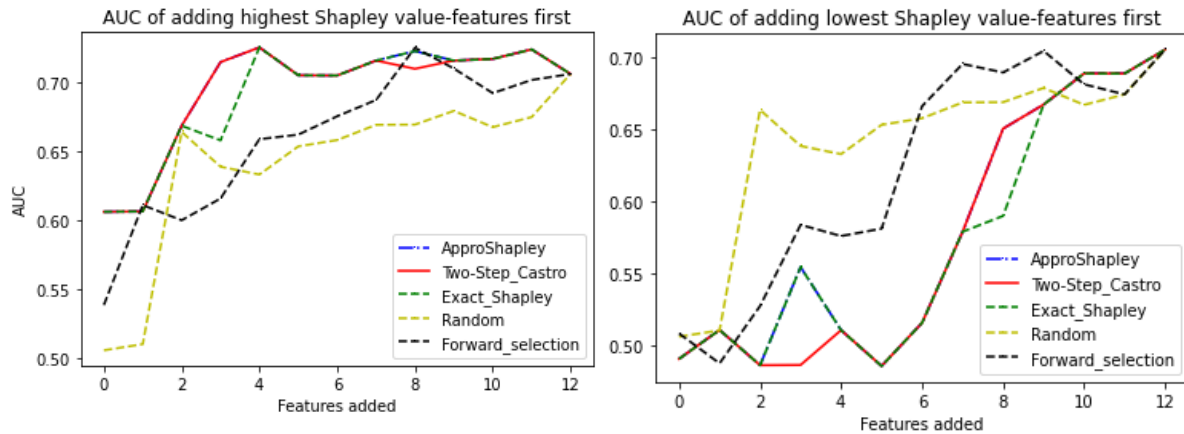 AUC of adding highest Shapley value-features first
AUC
0.70
0.65
0.60
0.55
0.50
ApproShapley
Two-Step_Castro
Exact_Shapley
Random
Forward_selection
0 2 4 6 8 10 12
Features added
AUC of adding lowest Shapley value-features first
0.70
0.65
0.60
0.55
0.50
ApproShapley
Two-Step_Castro
Exact_Shapley
Random
Forward_selection
0 2 4 6 8 10 12
Features added